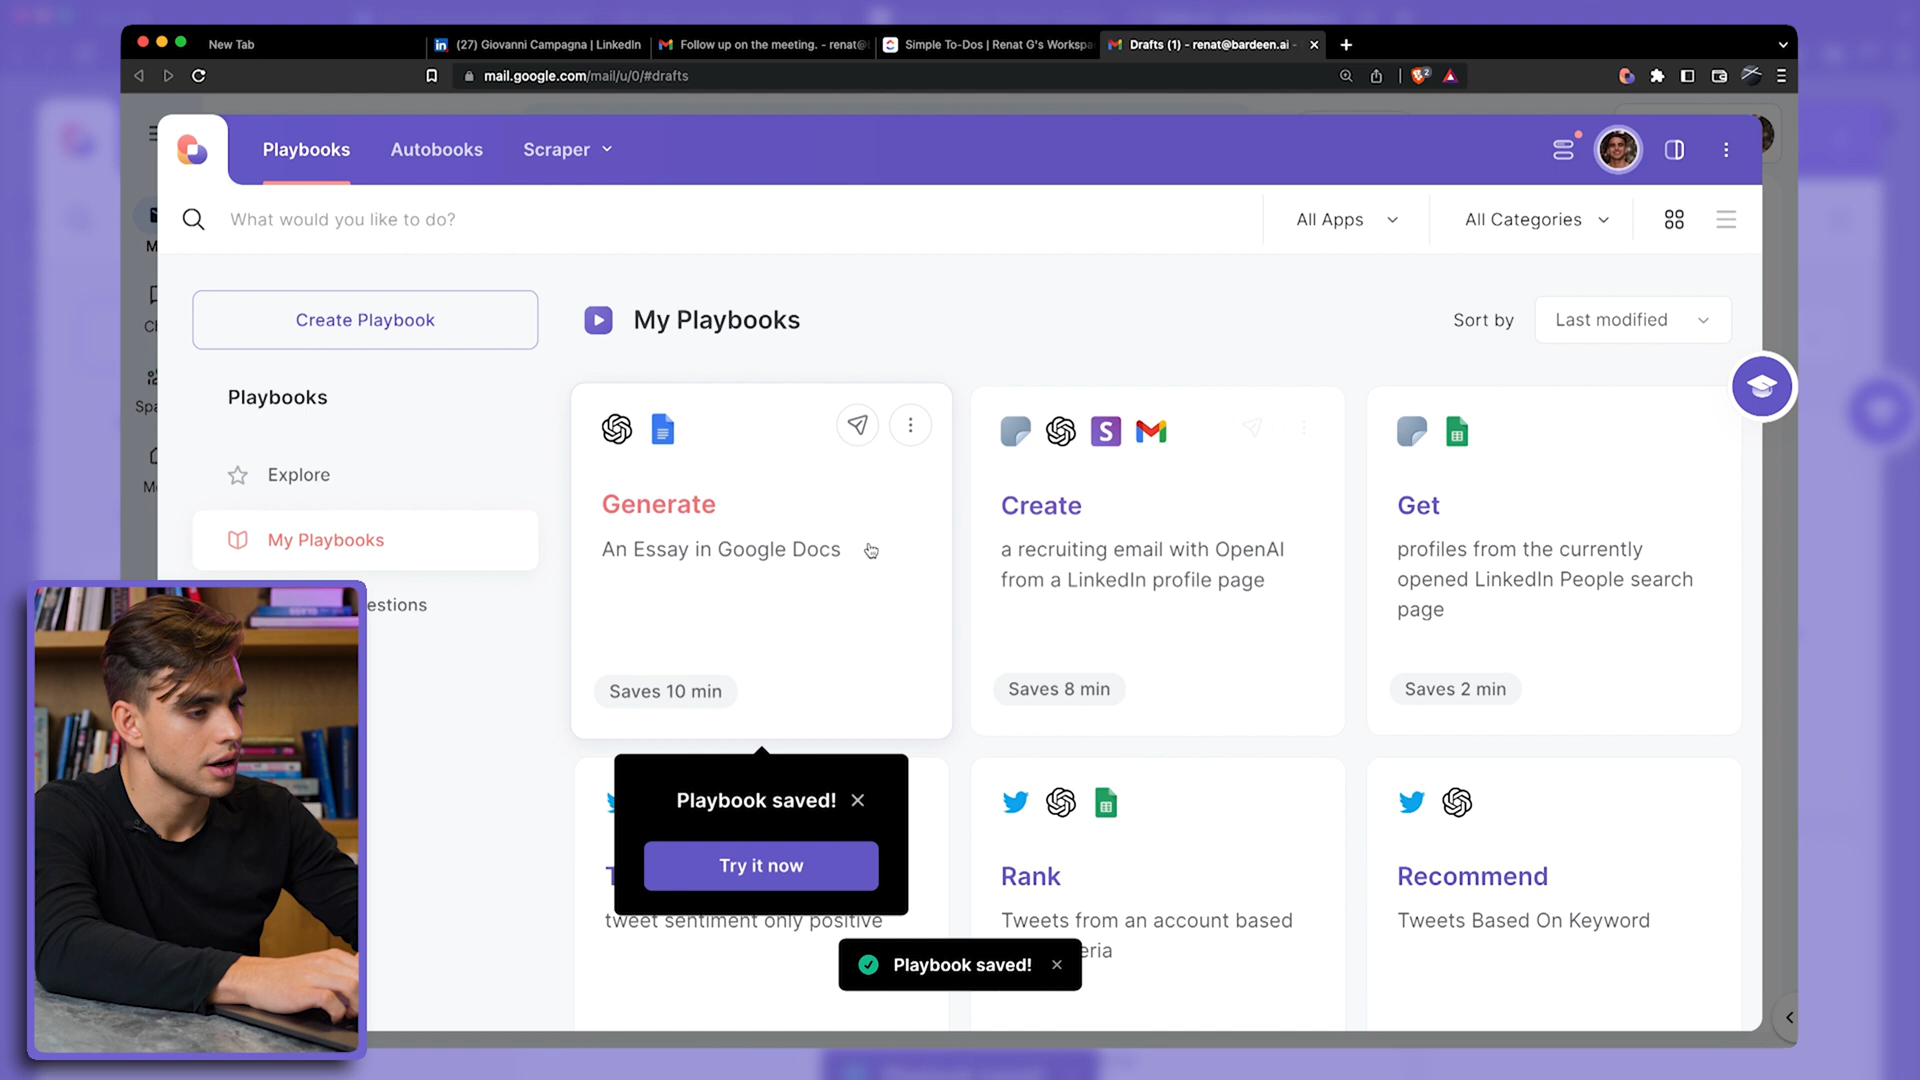 New Tab
(27) Giovanni Campagna | LinkedIn
Follow up on the meeting. - renat@
Simple To-Dos | Renat G's Workspa
Drafts (1) - renat@bardeen.ai -
mail.google.com/mail/u/0/#drafts
2
Playbooks
Autobooks
Scraper
What would you like to do?
All Apps
All Categories
Create Playbook
My Playbooks
Sort by
Last modified
Playbooks
Explore
My Playbooks
estions
Generate
An Essay in Google Docs
Saves 10 min
S
Create
a recruiting email with OpenAI
from a LinkedIn profile page
Saves 8 min
Get
profiles from the currently
opened LinkedIn People search
page
Saves 2 min
Playbook saved!
Try it now
tweet sentiment only positive
Rank
Tweets from an account based
eria
Recommend
Tweets Based On Keyword
Playbook saved!